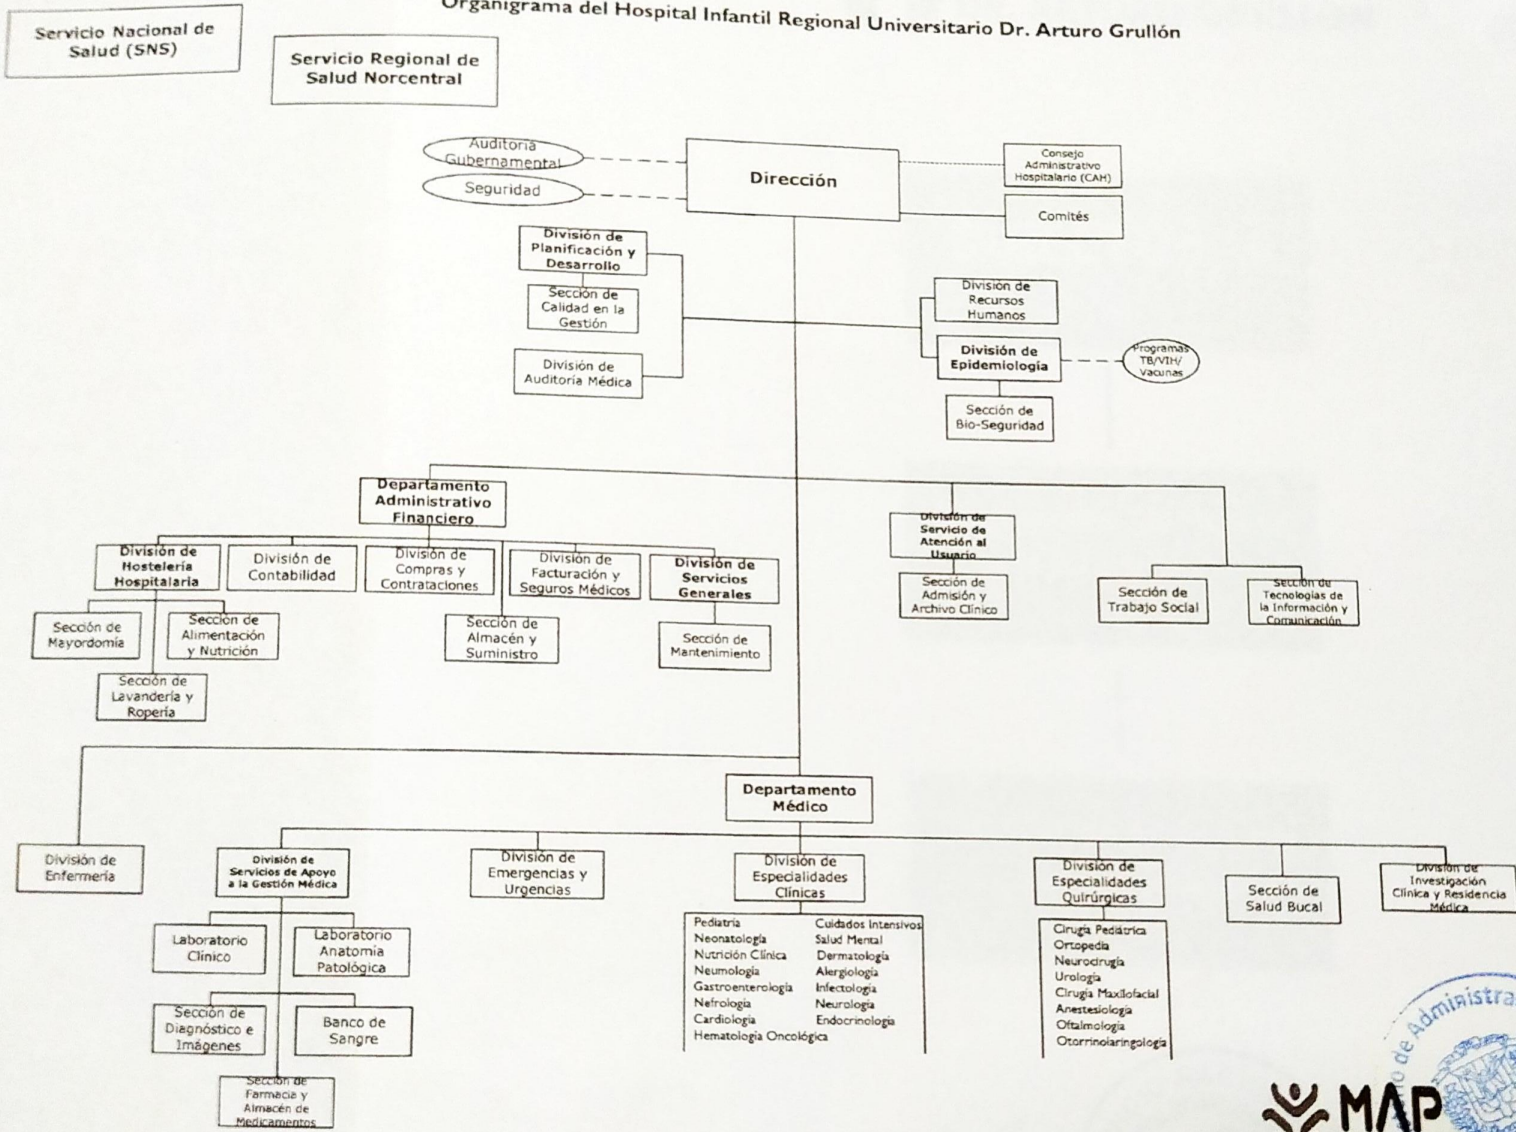 Organigrama del Hospital Infantil Regional Universitario Dr. Arturo Grullón
Servicio Nacional de
Salud (SNS)
Servicio Regional de
Salud Norcentral
Auditoría
Gubernamental
Seguridad
Dirección
Consejo
Administrativo
Hospitalario (CAH)
Comités
División de
Planificación y
Desarrollo
Sección de
Calidad en la
Gestión
División de
Auditoría Médica
División de
Recursos
Humanos
División de
Epidemiología
Programas
TB/VIH/
Vacunas
Sección de
Bio-Seguridad
Departamento
Administrativo
Financiero
División de
Servicio de
Atención al
Usuario
División de
Hostelería
Hospitalaria
División de
Contabilidad
División de
Compras y
Contrataciones
División de
Facturación y
Seguros Médicos
División de
Servicios
Generales
Sección de
Admisión y
Archivo Clínico
Sección de
Trabajo Social
Sección de
Tecnologías de
la Información y
Comunicación
Sección de
Mayordomía
Sección de
Alimentación
y Nutrición
Sección de
Almacén y
Suministro
Sección de
Mantenimiento
Sección de
Lavandería y
Ropería
Departamento
Médico
División de
Enfermería
División de
Servicios de Apoyo
a la Gestión Médica
División de
Emergencias y
Urgencias
División de
Especialidades
Clínicas
División de
Especialidades
Quirúrgicas
Sección de
Salud Bucal
División de
Investigación
Clínica y Residencia
Médica
Laboratorio
Clínico
Laboratorio
Anatomía
Patológica
Sección de
Diagnóstico e
Imágenes
Banco de
Sangre
Sección de
Farmacia y
Almacén de
Medicamentos
Pediatría
Neonatología
Nutrición Clínica
Neumología
Gastroenterología
Nefrología
Cardiología
Hematología Oncológica
Cuidados Intensivos
Salud Mental
Dermatología
Alergiología
Infectología
Neurología
Endocrinología
Cirugía Pediátrica
Ortopedia
Neurocirugía
Urología
Cirugía Maxilofacial
Anestesiología
Oftalmología
Otorrinolaringología
MAP